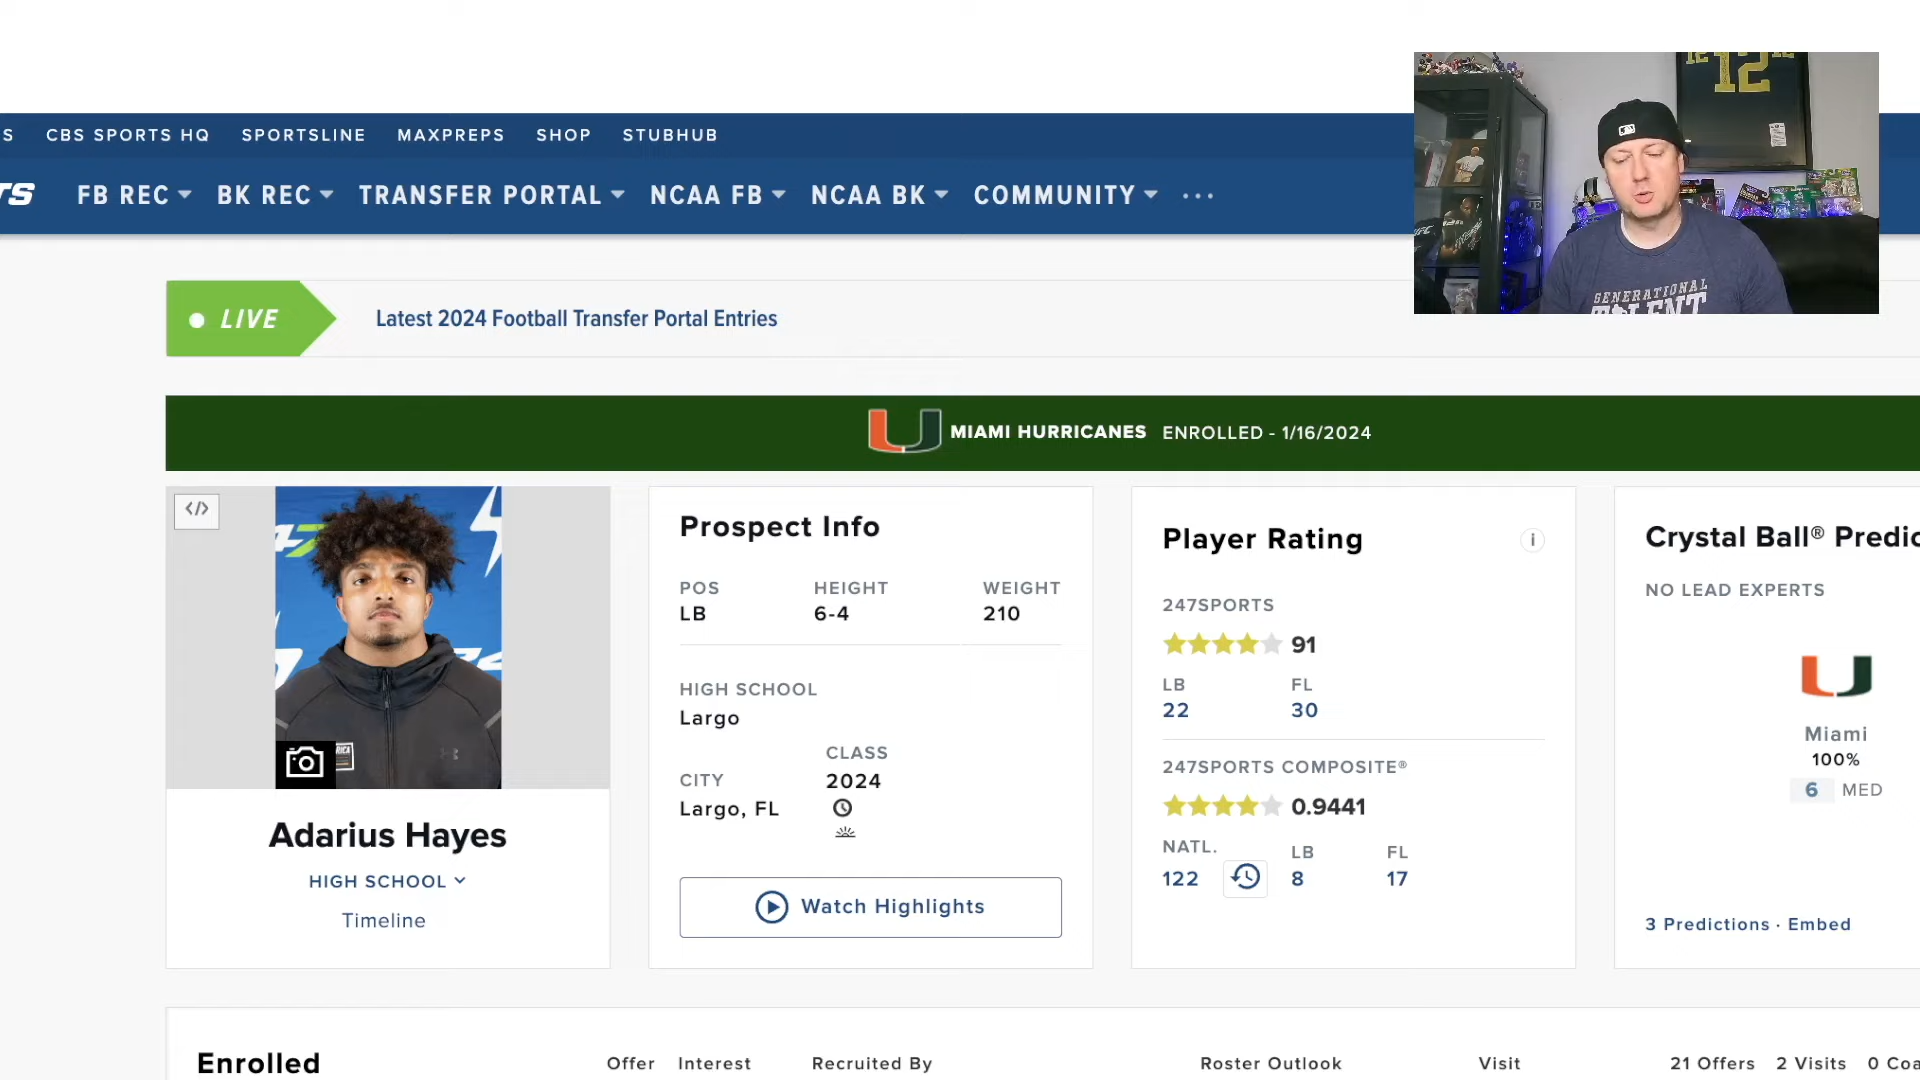 S CBS SPORTS HQ SPORTSLINE MAXPREPS SHOP STUBHUB
TS FB REC BK REC TRANSFER PORTAL NCAA FB NCAA BK COMMUNITY ...
12
GENERATIONAL
TALENT
LIVE Latest 2024 Football Transfer Portal Entries
MIAMI HURRICANES ENROLLED - 1/16/2024
</>
Adarius Hayes
HIGH SCHOOL
Timeline
Prospect Info
POS HEIGHT WEIGHT
LB 6-4 210
HIGH SCHOOL
Largo
CLASS
CITY 2024
Largo, FL
Watch Highlights
Player Rating i
247SPORTS
91
LB FL
22 30
247SPORTS COMPOSITE®
0.9441
NATL. LB FL
122 8 17
Crystal Ball® Predic
NO LEAD EXPERTS
Miami
100%
6 MED
3 Predictions · Embed
Enrolled Offer Interest Recruited By Roster Outlook Visit 21 Offers 2 Visits 0 Coa